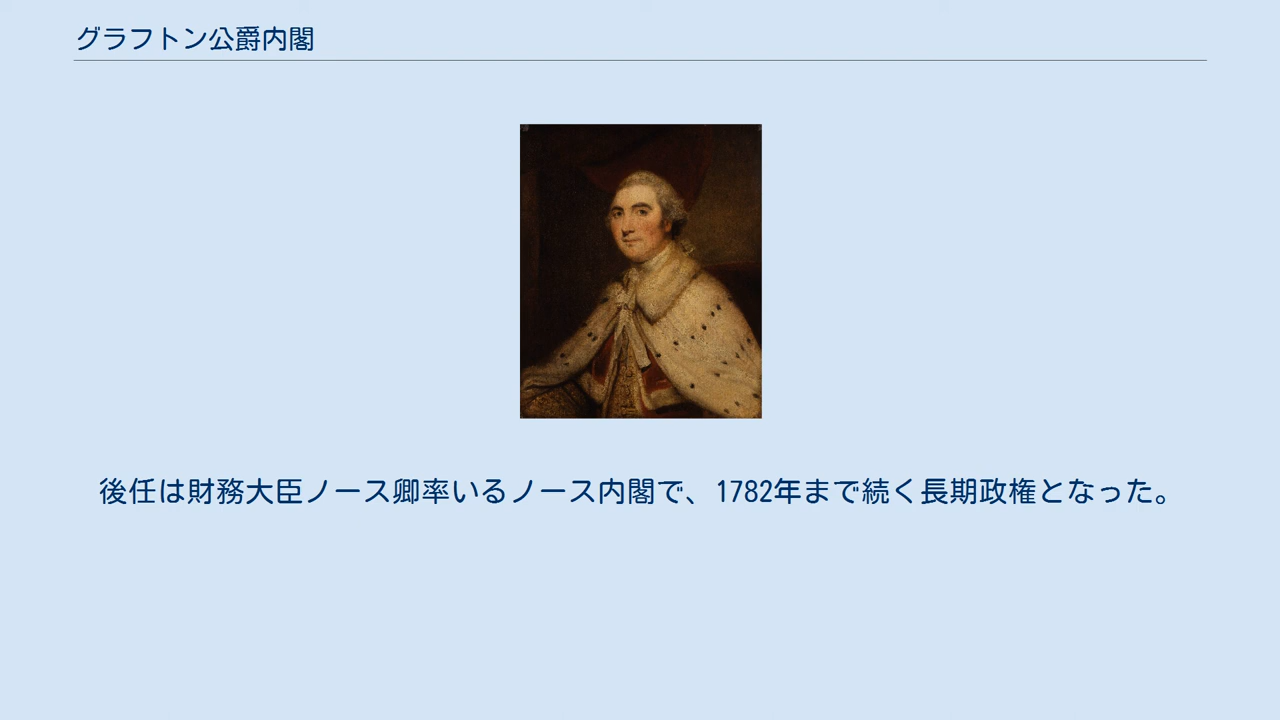 グラフトン公爵内閣
後任は財務大臣ノース卿率いるノース内閣で、1782年まで続く長期政権となった。